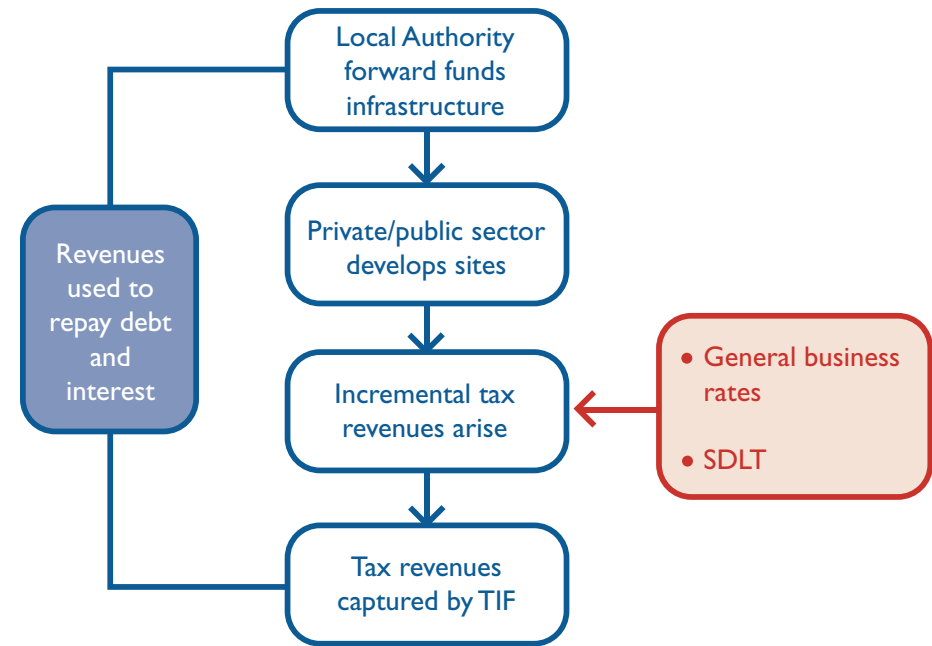 Local Authority
forward funds
infrastructure
Private/public sector
develops sites
Revenues
used to
repay debt
and
interest
Incremental tax
revenues arise
• General business
rates
• SDLT
Tax revenues
captured by TIF